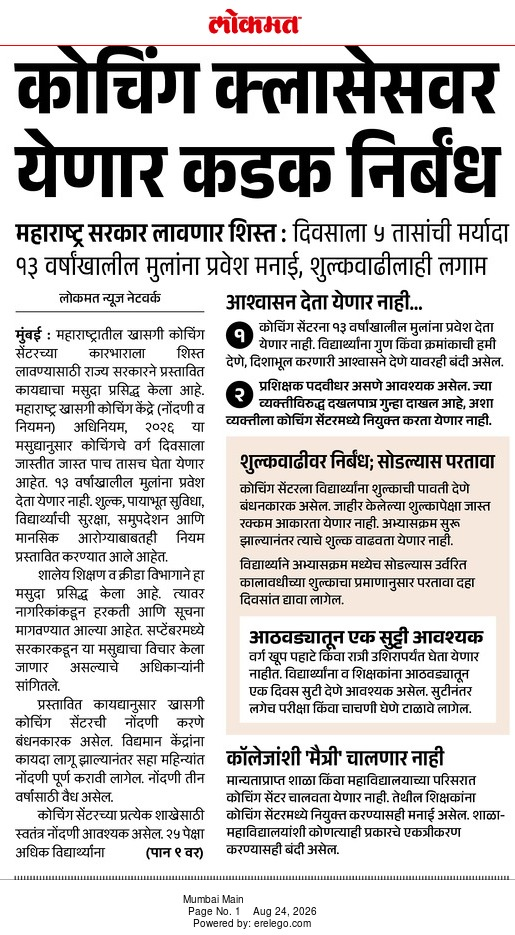 लोकमत
कोचिंग क्लासेसवर
येणार कडक निर्बंध
महाराष्ट्र सरकार लावणार शिस्त : दिवसाला ५ तासांची मर्यादा
१३ वर्षांखालील मुलांना प्रवेश मनाई, शुल्कवाढीलाही लगाम
लोकमत न्यूज नेटवर्क
मुंबई : महाराष्ट्रातील खासगी कोचिंग
सेंटरच्या कारभाराला शिस्त
लावण्यासाठी राज्य सरकारने प्रस्तावित
कायद्याचा मसुदा प्रसिद्ध केला आहे.
महाराष्ट्र खासगी कोचिंग केंद्रे (नोंदणी व
नियमन) अधिनियम, २०२६ या
मसुद्यानुसार कोचिंगचे वर्ग दिवसाला
जास्तीत जास्त पाच तासच घेता येणार
आहेत. १३ वर्षांखालील मुलांना प्रवेश
देता येणार नाही. शुल्क, पायाभूत सुविधा,
विद्यार्थ्यांची सुरक्षा, समुपदेशन आणि
मानसिक आरोग्याबाबतही नियम
प्रस्तावित करण्यात आले आहेत.
शालेय शिक्षण व क्रीडा विभागाने हा
मसुदा प्रसिद्ध केला आहे. त्यावर
नागरिकांकडून हरकती आणि सूचना
मागवण्यात आल्या आहेत. सप्टेंबरमध्ये
सरकारकडून या मसुद्याचा विचार केला
जाणार असल्याचे अधिकाऱ्यांनी
सांगितले.
प्रस्तावित कायद्यानुसार खासगी
कोचिंग सेंटरची नोंदणी करणे
बंधनकारक असेल. विद्यमान केंद्रांना
कायदा लागू झाल्यानंतर सहा महिन्यांत
नोंदणी पूर्ण करावी लागेल. नोंदणी तीन
वर्षांसाठी वैध असेल.
कोचिंग सेंटरच्या प्रत्येक शाखेसाठी
स्वतंत्र नोंदणी आवश्यक असेल. २५ पेक्षा
अधिक विद्यार्थ्यांना (पान ९ वर)
आश्वासन देता येणार नाही...
१ कोचिंग सेंटरना १३ वर्षांखालील मुलांना प्रवेश देता
येणार नाही. विद्यार्थ्यांना गुण किंवा क्रमांकाची हमी
देणे, दिशाभूल करणारी आश्वासने देणे यावरही बंदी असेल.
२ प्रशिक्षक पदवीधर असणे आवश्यक असेल. ज्या
व्यक्तीविरुद्ध दखलपात्र गुन्हा दाखल आहे, अशा
व्यक्तीला कोचिंग सेंटरमध्ये नियुक्त करता येणार नाही.
शुल्कवाढीवर निर्बंध; सोडल्यास परतावा
कोचिंग सेंटरला विद्यार्थ्यांना शुल्काची पावती देणे
बंधनकारक असेल. जाहीर केलेल्या शुल्कापेक्षा जास्त
रक्कम आकारता येणार नाही. अभ्यासक्रम सुरू
झाल्यानंतर त्याचे शुल्क वाढवता येणार नाही.
विद्यार्थ्याने अभ्यासक्रम मध्येच सोडल्यास उर्वरित
कालावधीच्या शुल्काचा प्रमाणानुसार परतावा दहा
दिवसांत द्यावा लागेल.
आठवड्यातून एक सुट्टी आवश्यक
वर्ग खूप पहाटे किंवा रात्री उशिरापर्यंत घेता येणार
नाहीत. विद्यार्थ्यांना व शिक्षकांना आठवड्यातून
एक दिवस सुटी देणे आवश्यक असेल. सुटीनंतर
लगेच परीक्षा किंवा चाचणी घेणे टाळावे लागेल.
कॉलेजांशी 'मैत्री' चालणार नाही
मान्यताप्राप्त शाळा किंवा महाविद्यालयाच्या परिसरात
कोचिंग सेंटर चालवता येणार नाही. तेथील शिक्षकांना
कोचिंग सेंटरमध्ये नियुक्त करण्यासही मनाई असेल. शाळा-
महाविद्यालयांशी कोणत्याही प्रकारचे एकत्रीकरण
करण्यासही बंदी असेल.
Mumbai Main
Page No. 1 Aug 24, 2026
Powered by: erelego.com